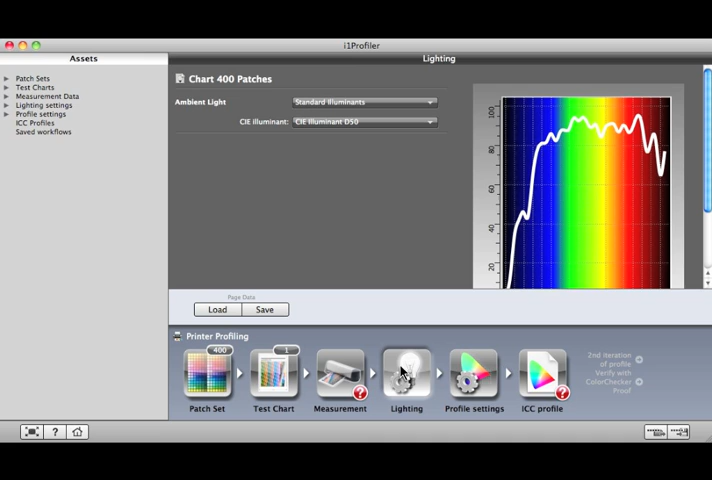 i1Profiler
Assets
Lighting
Patch Sets
Test Charts
Measurement Data
Lighting settings
Profile settings
ICC Profiles
Saved workflows
Chart 400 Patches
Ambient Light
Standard Illuminants
CIE illuminant:
CIE Illuminant D50
100
80
60
40
20
Page Data
Load
Save
Printer Profiling
400
1
Patch Set
Test Chart
Measurement
Lighting
Profile settings
ICC profile
2nd iteration
of profile
Verify with
ColorChecker
Proof
?